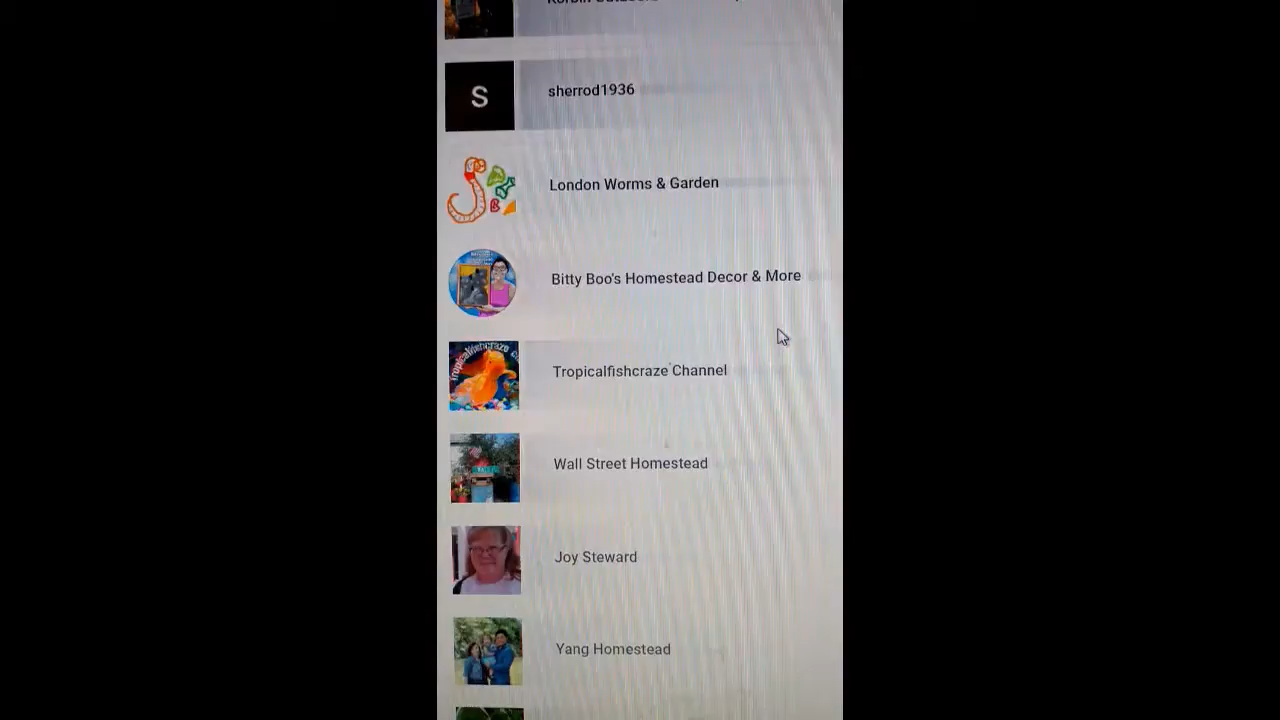 sherrod1936
S
London Worms & Garden
Bitty Boo's Homestead Decor & More
Tropicalfishcraze Channel
Wall Street Homestead
Joy Steward
Yang Homestead